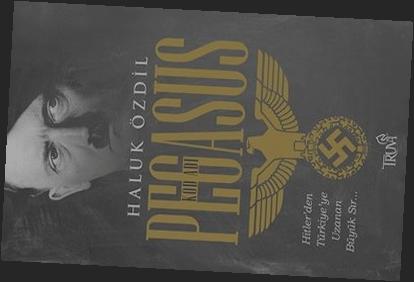 HALUK ÖZDİL
KOD ADI
PEGASUS
Hitler'den
Türkiye'ye
Uzanan
Büyük Sır...
TRUVA